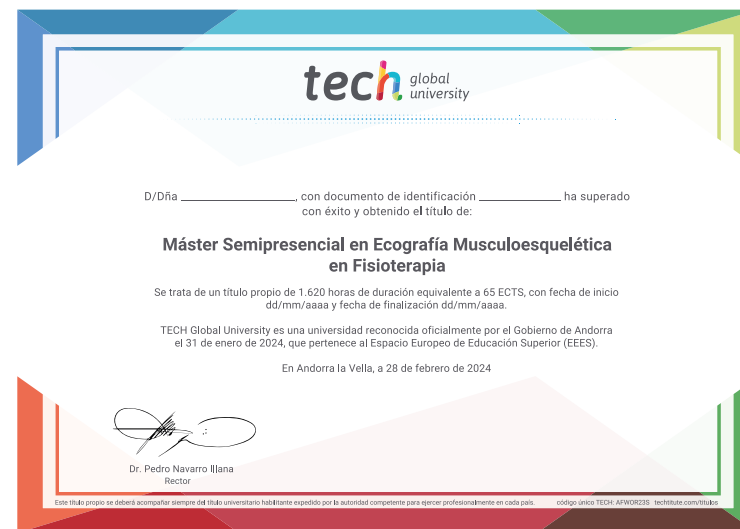 tech global
university
D/Dña ____________________, con documento de identificación ______________ ha superado
con éxito y obtenido el título de:
Máster Semipresencial en Ecografía Musculoesquelética
en Fisioterapia
Se trata de un título propio de 1.620 horas de duración equivalente a 65 ECTS, con fecha de inicio
dd/mm/aaaa y fecha de finalización dd/mm/aaaa.
TECH Global University es una universidad reconocida oficialmente por el Gobierno de Andorra
el 31 de enero de 2024, que pertenece al Espacio Europeo de Educación Superior (EEES).
En Andorra la Vella, a 28 de febrero de 2024
Dr. Pedro Navarro Illana
Rector
Este título propio se deberá acompañar siempre del título universitario habilitante expedido por la autoridad competente para ejercer profesionalmente en cada país. código único TECH: AFWOR23S techtitute.com/titulos